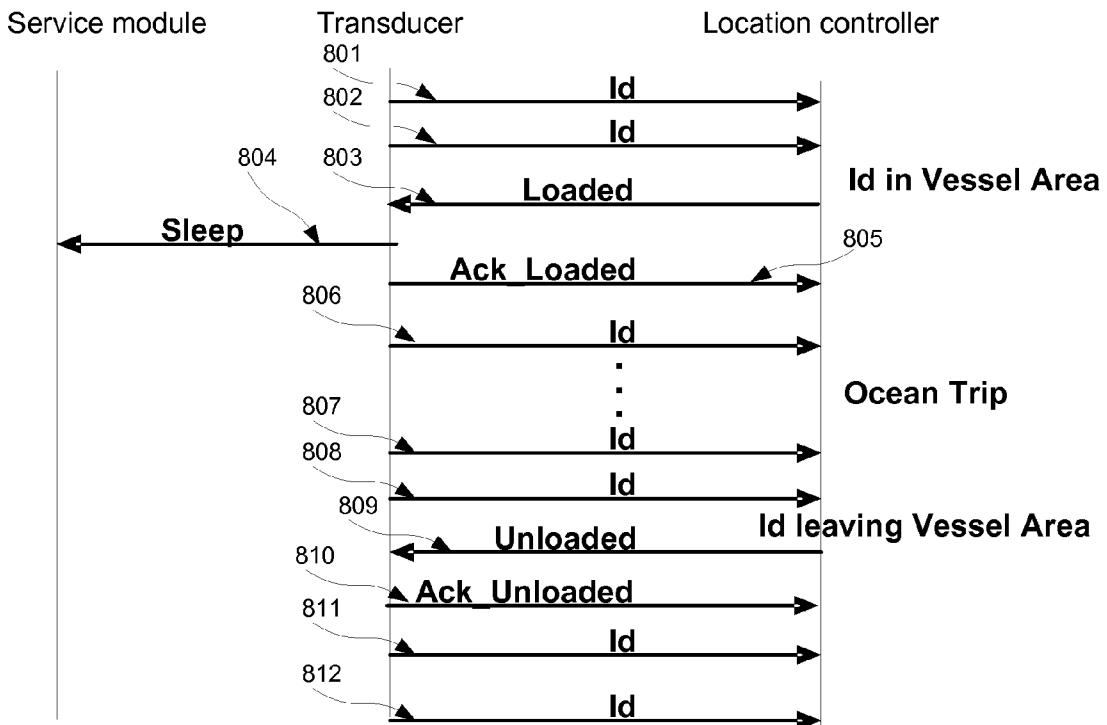 Service module Transducer Location controller
801
Id
802
Id
804 803
Loaded
Id in Vessel Area
Sleep
805
Ack_Loaded
806
Id
Ocean Trip
807
Id
808
Id
809
Id leaving Vessel Area
Unloaded
810
Ack_Unloaded
811
Id
812
Id